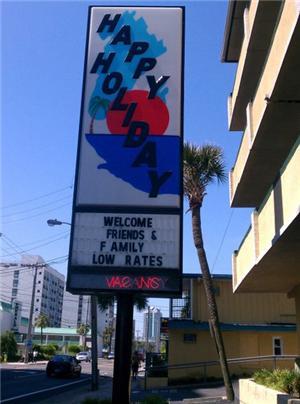 HAPPY
HOLIDAY
WELCOME
FRIENDS &
FAMILY
LOW RATES
VACANCY